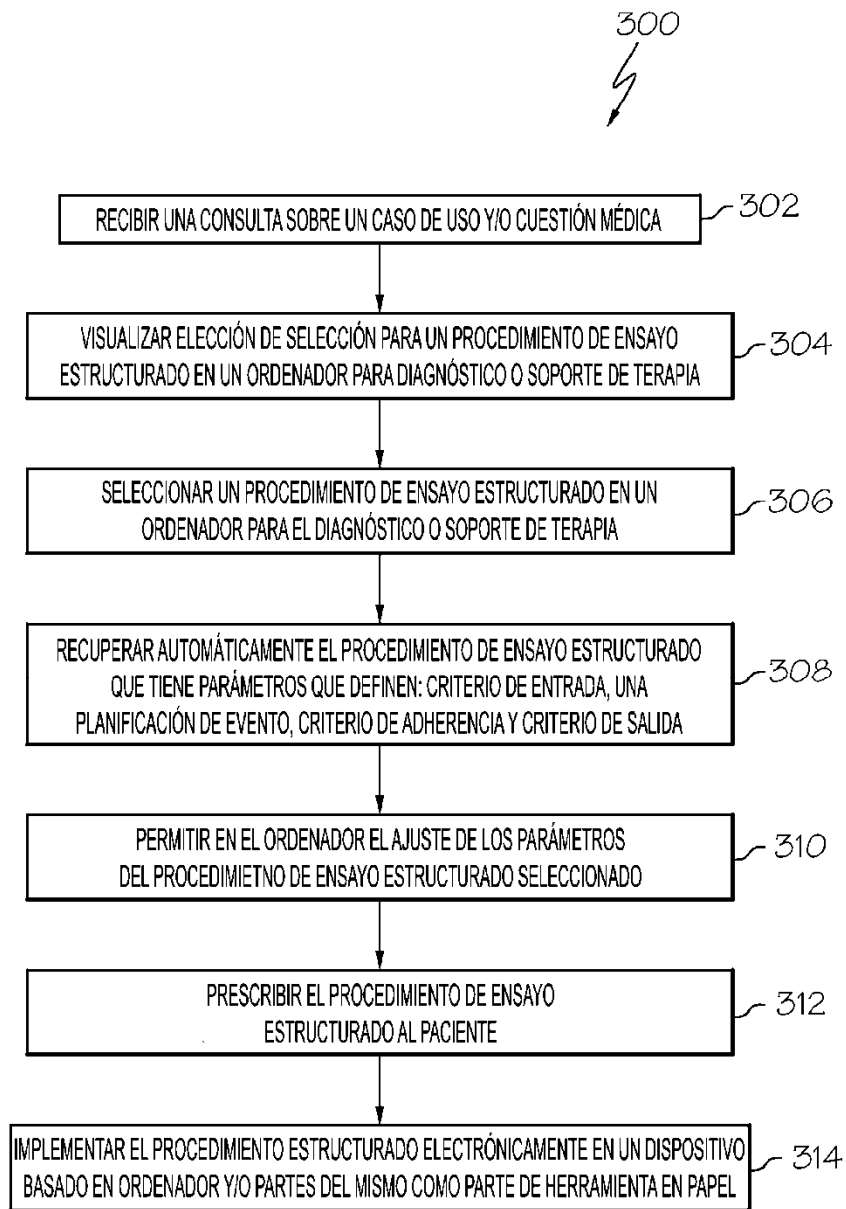 300
RECIBIR UNA CONSULTA SOBRE UN CASO DE USO Y/O CUESTIÓN MÉDICA
302
VISUALIZAR ELECCIÓN DE SELECCIÓN PARA UN PROCEDIMIENTO DE ENSAYO
ESTRUCTURADO EN UN ORDENADOR PARA DIAGNÓSTICO O SOPORTE DE TERAPIA
304
SELECCIONAR UN PROCEDIMIENTO DE ENSAYO ESTRUCTURADO EN UN
ORDENADOR PARA EL DIAGNÓSTICO O SOPORTE DE TERAPIA
306
RECUPERAR AUTOMÁTICAMENTE EL PROCEDIMIENTO DE ENSAYO ESTRUCTURADO
QUE TIENE PARÁMETROS QUE DEFINEN: CRITERIO DE ENTRADA, UNA
PLANIFICACIÓN DE EVENTO, CRITERIO DE ADHERENCIA Y CRITERIO DE SALIDA
308
PERMITIR EN EL ORDENADOR EL AJUSTE DE LOS PARÁMETROS
DEL PROCEDIMIETNO DE ENSAYO ESTRUCTURADO SELECCIONADO
310
PRESCRIBIR EL PROCEDIMIENTO DE ENSAYO
ESTRUCTURADO AL PACIENTE
312
IMPLEMENTAR EL PROCEDIMIENTO ESTRUCTURADO ELECTRÓNICAMENTE EN UN DISPOSITIVO
BASADO EN ORDENADOR Y/O PARTES DEL MISMO COMO PARTE DE HERRAMIENTA EN PAPEL
314